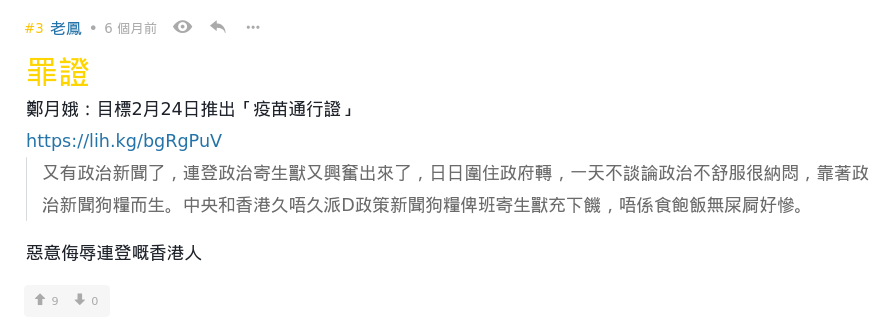 #3 老鳳 • 6 個月前
罪證
鄭月娥：目標2月24日推出「疫苗通行證」
https://lih.kg/bgRgPuV
又有政治新聞了，連登政治寄生獸又興奮出來了，日日圍住政府轉，一天不談論政治不舒服很納悶，靠著政
治新聞狗糧而生。中央和香港久唔久派D政策新聞狗糧俾班寄生獸充下饑，唔係食飽飯無屎屙好慘。
惡意侮辱連登嘅香港人
9 0